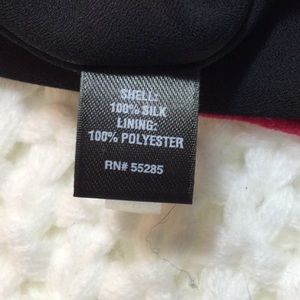 SHELL:
100% SILK
LINING:
100% POLYESTER
RN# 55285